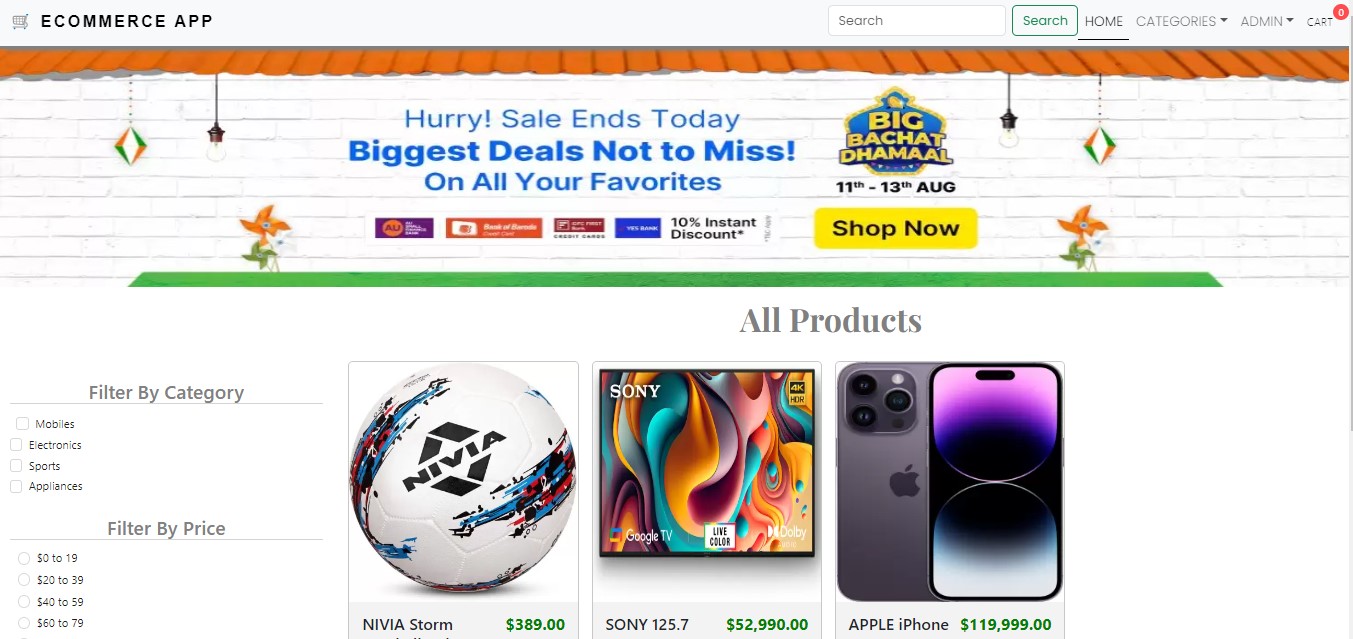 ECOMMERCE APP
Search
Search
HOME
CATEGORIES
ADMIN
CART
0
Hurry! Sale Ends Today
Biggest Deals Not to Miss!
On All Your Favorites
BIG
BACHAT
DHAMAAL
11th - 13th AUG
AU
Bank of Baroda
Credit Card
CREDIT CARDS
YES BANK
10% Instant
Discount*
Shop Now
All Products
Filter By Category
Mobiles
Electronics
Sports
Appliances
Filter By Price
$0 to 19
$20 to 39
$40 to 59
$60 to 79
NIVIA
NIVIA Storm
$389.00
SONY
4K
HDR
Google TV
LIVE
COLOR
Dolby
SONY 125.7
$52,990.00
APPLE iPhone
$119,999.00